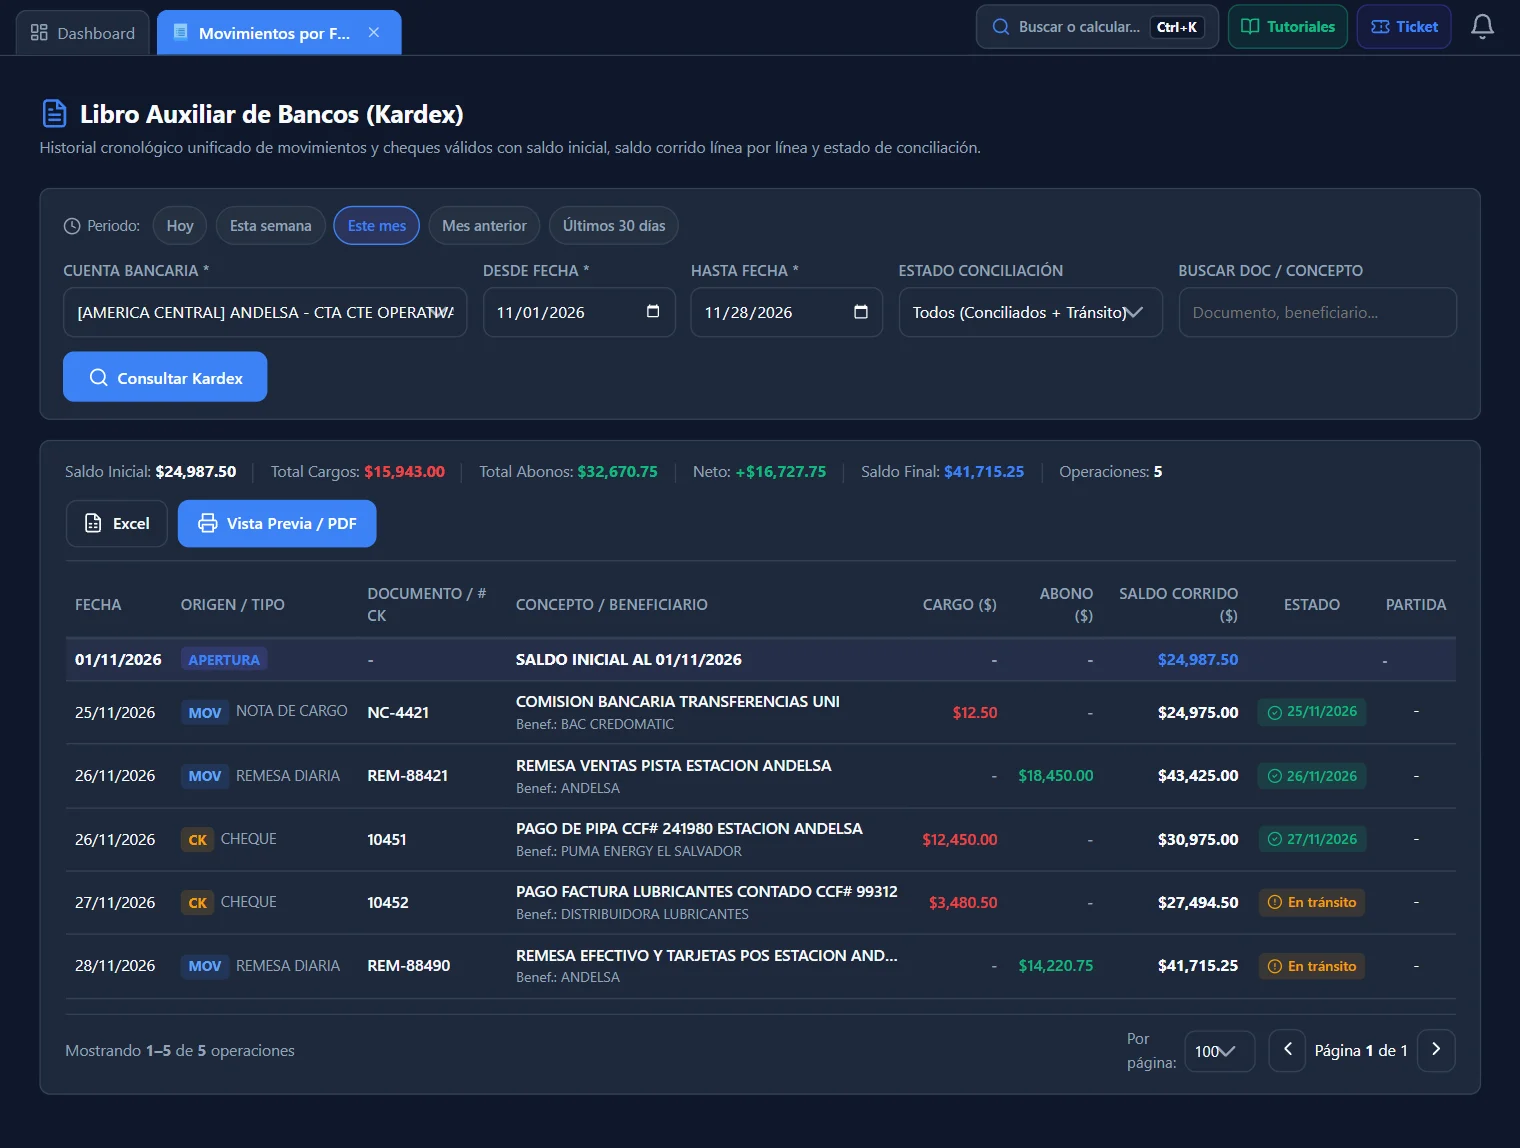 Dashboard
Movimientos por F...
Buscar o calcular...
Ctrl+K
Tutoriales
Ticket
Libro Auxiliar de Bancos (Kardex)
Historial cronológico unificado de movimientos y cheques válidos con saldo inicial, saldo corrido línea por línea y estado de conciliación.
Periodo: Hoy Esta semana Este mes Mes anterior Últimos 30 días
CUENTA BANCARIA * DESDE FECHA * HASTA FECHA * ESTADO CONCILIACIÓN BUSCAR DOC / CONCEPTO
[AMERICA CENTRAL] ANDELSA - CTA CTE OPERATIVA 11/01/2026 11/28/2026 Todos (Conciliados + Tránsito) Documento, beneficiario...
Consultar Kardex
Saldo Inicial: $24,987.50 Total Cargos: $15,943.00 Total Abonos: $32,670.75 Neto: +$16,727.75 Saldo Final: $41,715.25 Operaciones: 5
Excel Vista Previa / PDF
FECHA ORIGEN / TIPO DOCUMENTO / # CK CONCEPTO / BENEFICIARIO CARGO ($) ABONO ($) SALDO CORRIDO ($) ESTADO PARTIDA
01/11/2026 APERTURA - SALDO INICIAL AL 01/11/2026 - - $24,987.50 -
25/11/2026 MOV NOTA DE CARGO NC-4421 COMISION BANCARIA TRANSFERENCIAS UNI $12.50 - $24,975.00 25/11/2026 -
Benef.: BAC CREDOMATIC
26/11/2026 MOV REMESA DIARIA REM-88421 REMESA VENTAS PISTA ESTACION ANDELSA - $18,450.00 $43,425.00 26/11/2026 -
Benef.: ANDELSA
26/11/2026 CK CHEQUE 10451 PAGO DE PIPA CCF# 241980 ESTACION ANDELSA $12,450.00 - $30,975.00 27/11/2026 -
Benef.: PUMA ENERGY EL SALVADOR
27/11/2026 CK CHEQUE 10452 PAGO FACTURA LUBRICANTES CONTADO CCF# 99312 $3,480.50 - $27,494.50 En tránsito -
Benef.: DISTRIBUIDORA LUBRICANTES
28/11/2026 MOV REMESA DIARIA REM-88490 REMESA EFECTIVO Y TARJETAS POS ESTACION AND... - $14,220.75 $41,715.25 En tránsito -
Benef.: ANDELSA
Mostrando 1–5 de 5 operaciones
Por página: 100 Página 1 de 1